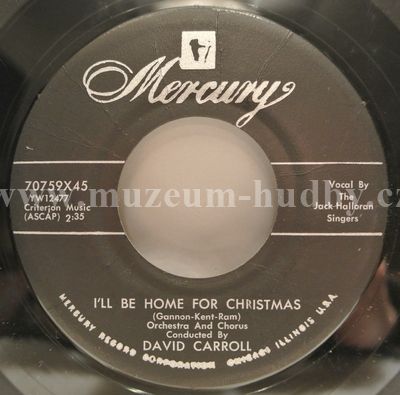 Mercury
70759X45
YW12477
Criterion Music
(ASCAP) 2:35
Vocal By
The
Jack Halloran
Singers
www.muzeum-hudby.cz
I'LL BE HOME FOR CHRISTMAS
(Gannon-Kent-Ram)
Orchestra And Chorus
Conducted By
DAVID CARROLL
MERCURY RECORD CORPORATION CHICAGO ILLINOIS U.S.A.